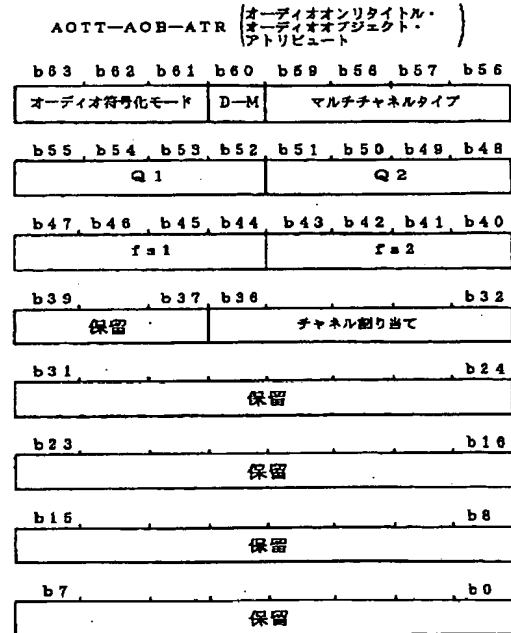 AOTT—AOB—ATR (オーディオオンリタイトル・
オーディオオブジェクト・
アトリビュート)
b63 b62 b61 b60 b59 b58 b57 b56
オーディオ符号化モード D—M マルチチャネルタイプ
b55 b54 b53 b52 b51 b50 b49 b48
Q1 Q2
b47 b46 b45 b44 b43 b42 b41 b40
fs1 fs2
b39 b37 b36 b32
保留 チャネル割り当て
b31 b24
保留
b23 b16
保留
b15 b8
保留
b7 b0
保留